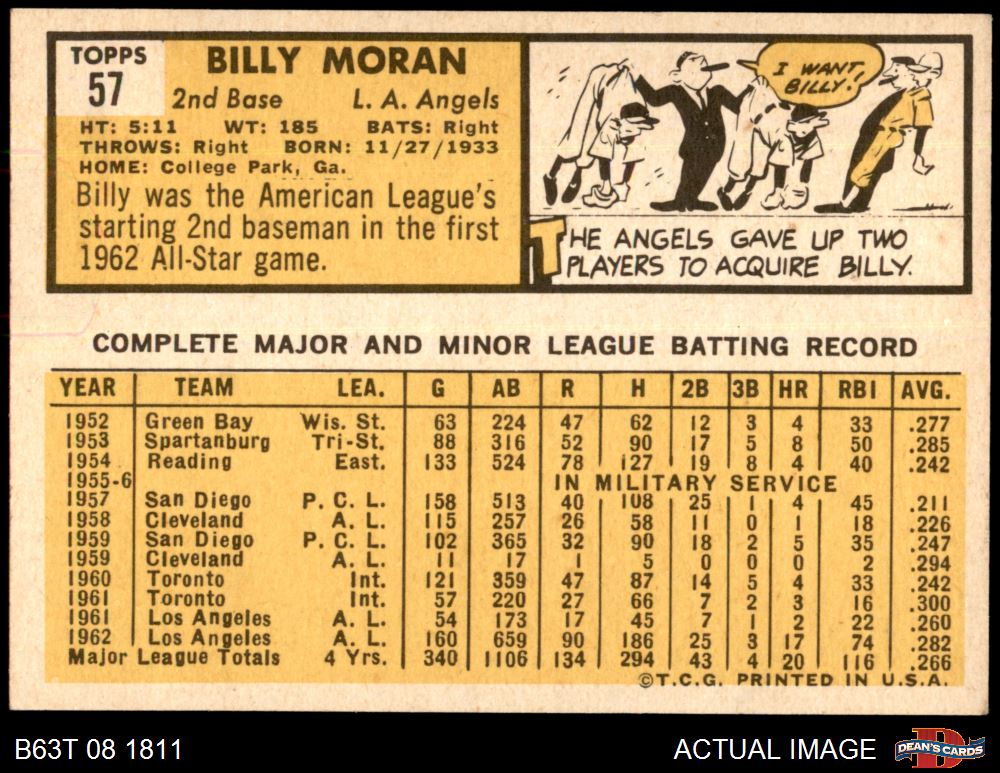 TOPPS
57
BILLY MORAN
2nd Base L. A. Angels
HT: 5:11 WT: 185 BATS: Right
THROWS: Right BORN: 11/27/1933
HOME: College Park, Ga.
Billy was the American League's
starting 2nd baseman in the first
1962 All-Star game.
I WANT
BILLY!
THE ANGELS GAVE UP TWO
PLAYERS TO ACQUIRE BILLY.
COMPLETE MAJOR AND MINOR LEAGUE BATTING RECORD
YEAR TEAM LEA. G AB R H 2B 3B HR RBI AVG.
1952 Green Bay Wis. St. 63 224 47 62 12 3 4 33 .277
1953 Spartanburg Tri-St. 88 316 52 90 17 5 8 50 .285
1954 Reading East. 133 524 78 127 19 8 4 40 .242
1955-6 IN MILITARY SERVICE
1957 San Diego P. C. L. 158 513 40 108 25 1 4 45 .211
1958 Cleveland A. L. 115 257 26 58 11 0 1 18 .226
1959 San Diego P. C. L. 102 365 32 90 18 2 5 35 .247
1959 Cleveland A. L. 11 17 1 5 0 0 0 2 .294
1960 Toronto Int. 121 359 47 87 14 5 4 33 .242
1961 Toronto Int. 57 220 27 66 7 2 3 16 .300
1961 Los Angeles A. L. 54 173 17 45 7 1 2 22 .260
1962 Los Angeles A. L. 160 659 90 186 25 3 17 74 .282
Major League Totals 4 Yrs. 340 1106 134 294 43 4 20 116 .266
©T.C.G. PRINTED IN U.S.A.
B63T 08 1811 ACTUAL IMAGE
D
DEAN'S CARDS